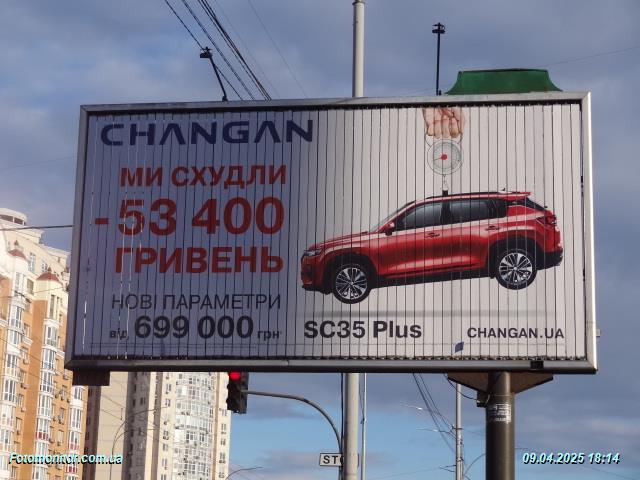 CHANGAN
МИ СХУДЛИ
- 53 400
ГРИВЕНЬ
НОВІ ПАРАМЕТРИ
від 699 000 грн
SC35 Plus
CHANGAN.UA
Fotomonitor.com.ua
09.04.2025 18:14